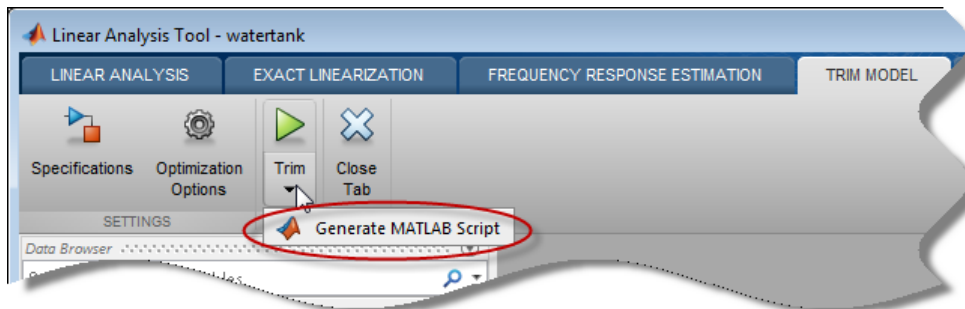 Linear Analysis Tool - watertank
LINEAR ANALYSIS
EXACT LINEARIZATION
FREQUENCY RESPONSE ESTIMATION
TRIM MODEL
Specifications
Optimization
Options
Trim
Close
Tab
SETTINGS
Generate MATLAB Script
Data Browser